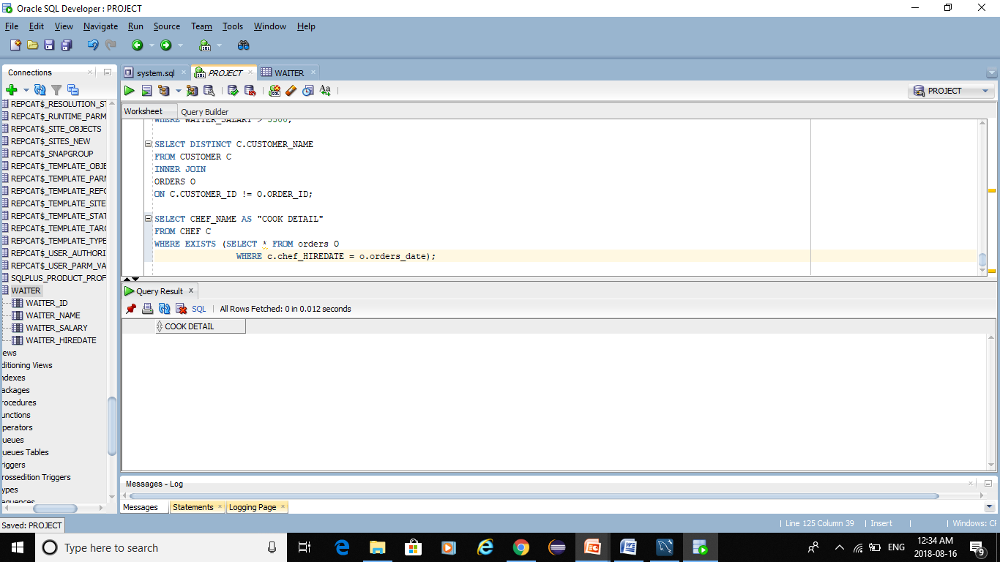 Oracle SQL Developer : PROJECT
File Edit View Navigate Run Source Team Tools Window Help
Connections
system.sql
PROJECT
WAITER
PROJECT
REPCAT$_RESOLUTION_S
REPCAT$_RUNTIME_PARM
REPCAT$_SITE_OBJECTS
REPCAT$_SITES_NEW
REPCAT$_SNAPGROUP
REPCAT$_TEMPLATE_OBJE
REPCAT$_TEMPLATE_PARM
REPCAT$_TEMPLATE_REFG
REPCAT$_TEMPLATE_SITE
REPCAT$_TEMPLATE_STAT
REPCAT$_TEMPLATE_TARG
REPCAT$_TEMPLATE_TYPE
REPCAT$_USER_AUTHORI
REPCAT$_USER_PARM_VA
SQLPLUS_PRODUCT_PROF
WAITER
WAITER_ID
WAITER_NAME
WAITER_SALARY
WAITER_HIREDATE
iews
ditioning Views
ndexes
ackages
rocedures
unctions
perators
ueues
ueues Tables
riggers
rossedition Triggers
ypes
equences
Worksheet Query Builder
WHERE WAITER_SALARY > 3500;
SELECT DISTINCT C.CUSTOMER_NAME
FROM CUSTOMER C
INNER JOIN
ORDERS O
ON C.CUSTOMER_ID != O.ORDER_ID;
SELECT CHEF_NAME AS "COOK DETAIL"
FROM CHEF C
WHERE EXISTS (SELECT * FROM orders O
WHERE c.chef_HIREDATE = o.orders_date);
Query Result x
SQL | All Rows Fetched: 0 in 0.012 seconds
COOK DETAIL
Messages - Log
Messages Statements Logging Page
Saved: PROJECT
Line 125 Column 39 | Insert | Windows: CF
Type here to search
ENG
12:34 AM
2018-08-16
9